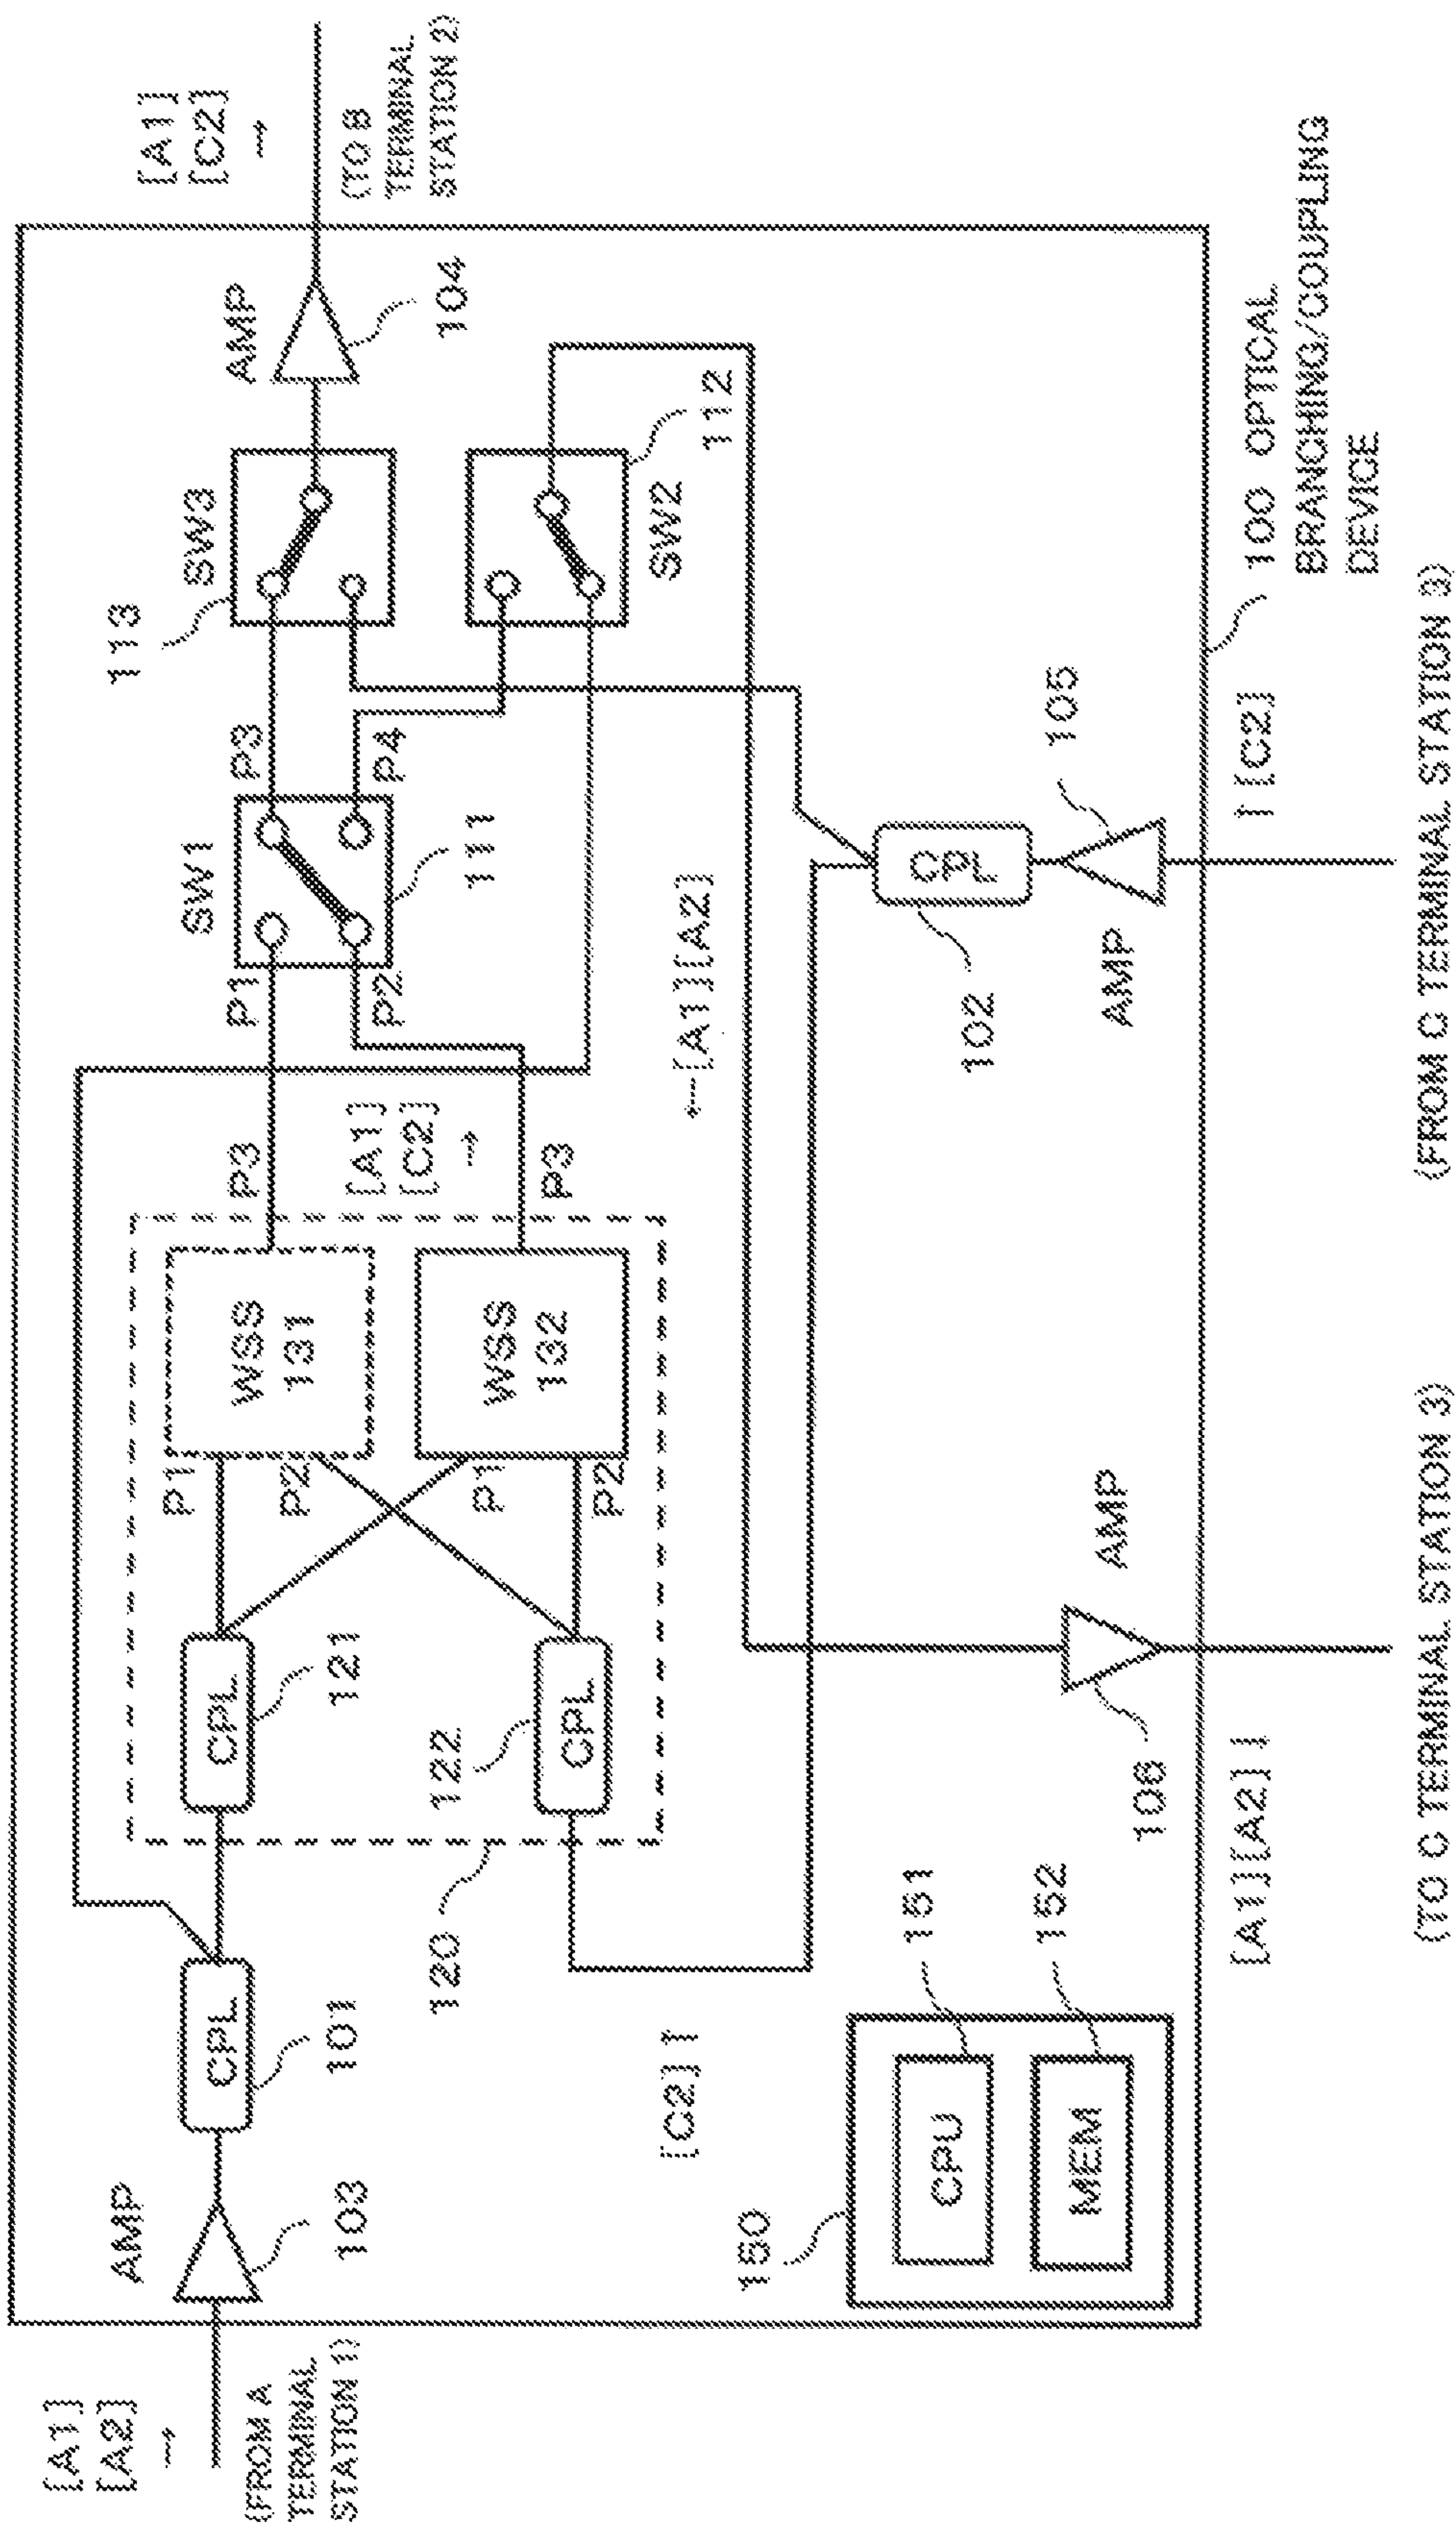 [A1]
[A2]
→
(FROM A
TERMINAL
STATION 1)
AMP
103
CPL
101
120
CPL
121
122
CPL
P1
P2
P1
P2
WSS
131
WSS
132
P3
P3
[A1]
[C2]
→
SW1
P1
P2
P3
P4
111
113
SW3
SW2
112
AMP
104
[A1]
[C2]
→
(TO B
TERMINAL
STATION 2)
[C2]↑
←[A1][A2]
150
CPU
151
MEM
152
AMP
106
[A1][A2]↓
(TO C TERMINAL STATION 3)
CPL
102
AMP
105
↑[C2]
(FROM C TERMINAL STATION 3)
100 OPTICAL
BRANCHING/COUPLING
DEVICE